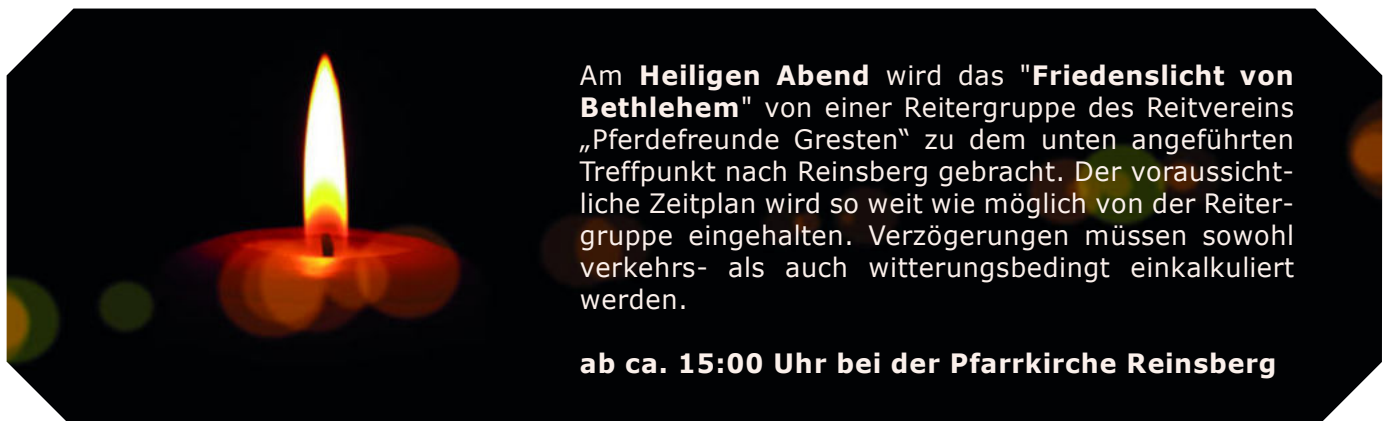 Am Heiligen Abend wird das "Friedenslicht von
Bethlehem" von einer Reitergruppe des Reitvereins
„Pferdefreunde Gresten“ zu dem unten angeführten
Treffpunkt nach Reinsberg gebracht. Der voraussicht-
liche Zeitplan wird so weit wie möglich von der Reiter-
gruppe eingehalten. Verzögerungen müssen sowohl
verkehrs- als auch witterungsbedingt einkalkuliert
werden.
ab ca. 15:00 Uhr bei der Pfarrkirche Reinsberg